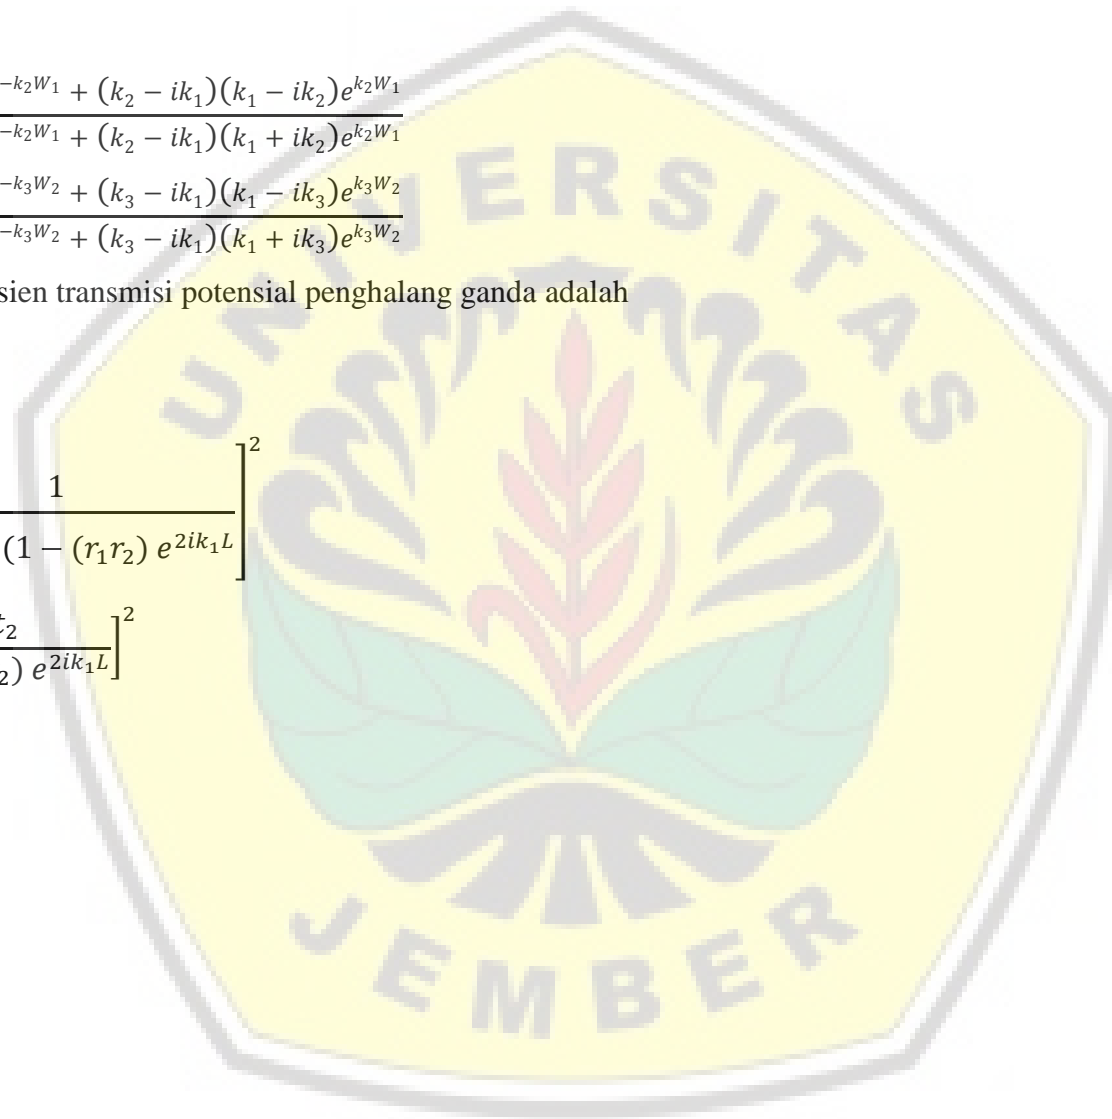 −k₂W₁ + (k₂ − ik₁)(k₁ − ik₂)e^{k₂W₁}
−k₂W₁ + (k₂ − ik₁)(k₁ + ik₂)e^{k₂W₁}
−k₃W₂ + (k₃ − ik₁)(k₁ − ik₃)e^{k₃W₂}
−k₃W₂ + (k₃ − ik₁)(k₁ + ik₃)e^{k₃W₂}
sien transmisi potensial penghalang ganda adalah
1 ]²
(1 − (r₁r₂) e^{2ik₁L}
t₂ ]²
₂) e^{2ik₁L}
UNIVERSITAS
JEMBER